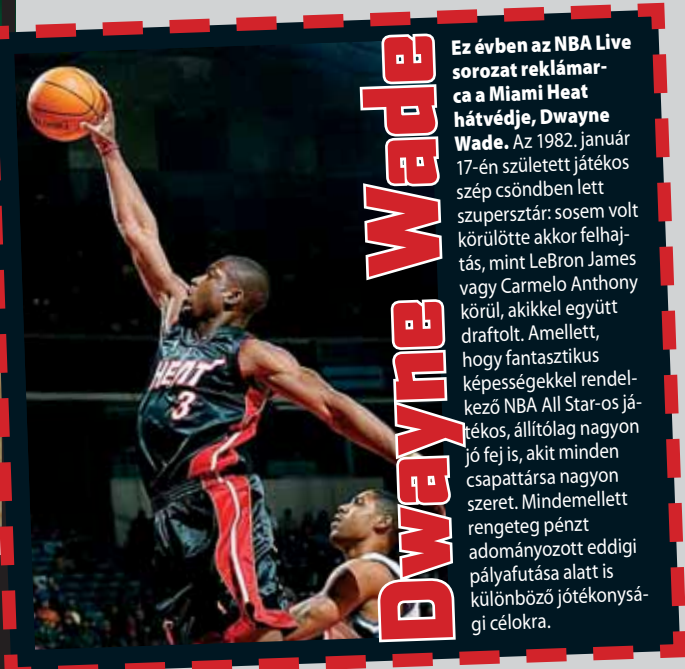 Dwayne Wade
Ez évben az NBA Live
sorozat reklámar-
ca a Miami Heat
hátvédje, Dwayne
Wade. Az 1982. január
17-én született játékos
szép csöndben lett
szupersztár: sosem volt
körülötte akkor felhaj-
tás, mint LeBron James
vagy Carmelo Anthony
körül, akikkel együtt
draftolt. Amellett,
hogy fantasztikus
képességekkel rendel-
kező NBA All Star-os já-
tékos, állítólag nagyon
jó fej is, akit minden
csapattársa nagyon
szeret. Mindemellett
rengeteg pénzt
adományozott eddigi
pályafutása alatt is
különböző jótékonysá-
gi célokra.
HEAT
3